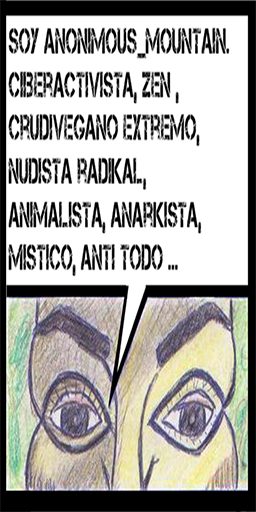 SOY ANONIMOUS_MOUNTAIN.
CIBERACTIVISTA, ZEN ,
CRUDIVEGANO EXTREMO,
NUDISTA RADIKAL,
ANIMALISTA, ANARKISTA,
MISTICO, ANTI TODO ...